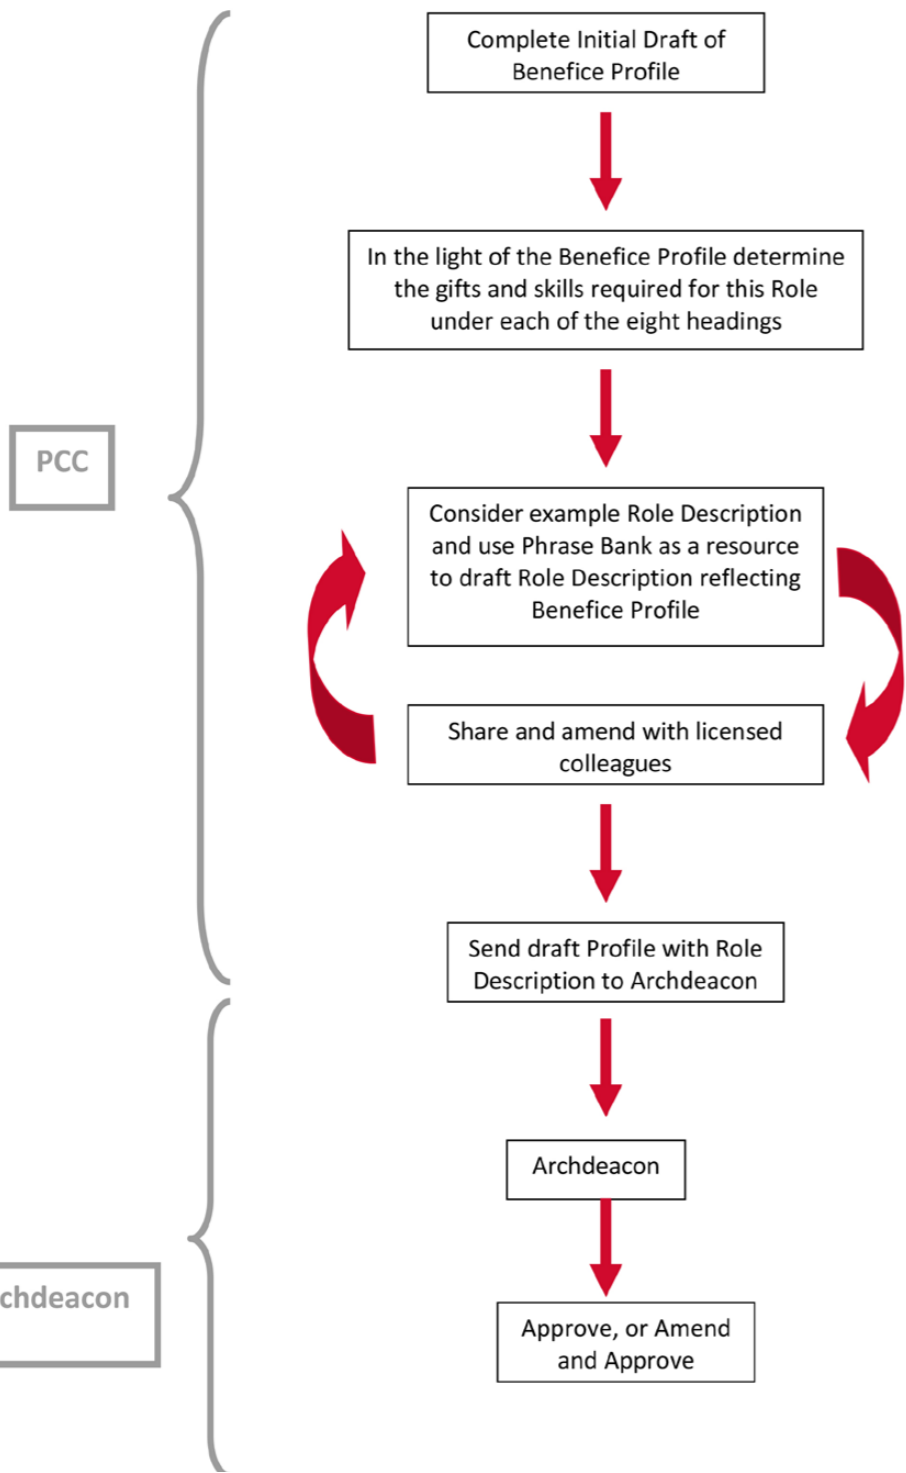 Complete Initial Draft of
Benefice Profile
In the light of the Benefice Profile determine
the gifts and skills required for this Role
under each of the eight headings
PCC
Consider example Role Description
and use Phrase Bank as a resource
to draft Role Description reflecting
Benefice Profile
Share and amend with licensed
colleagues
Send draft Profile with Role
Description to Archdeacon
Archdeacon
chdeacon
Approve, or Amend
and Approve